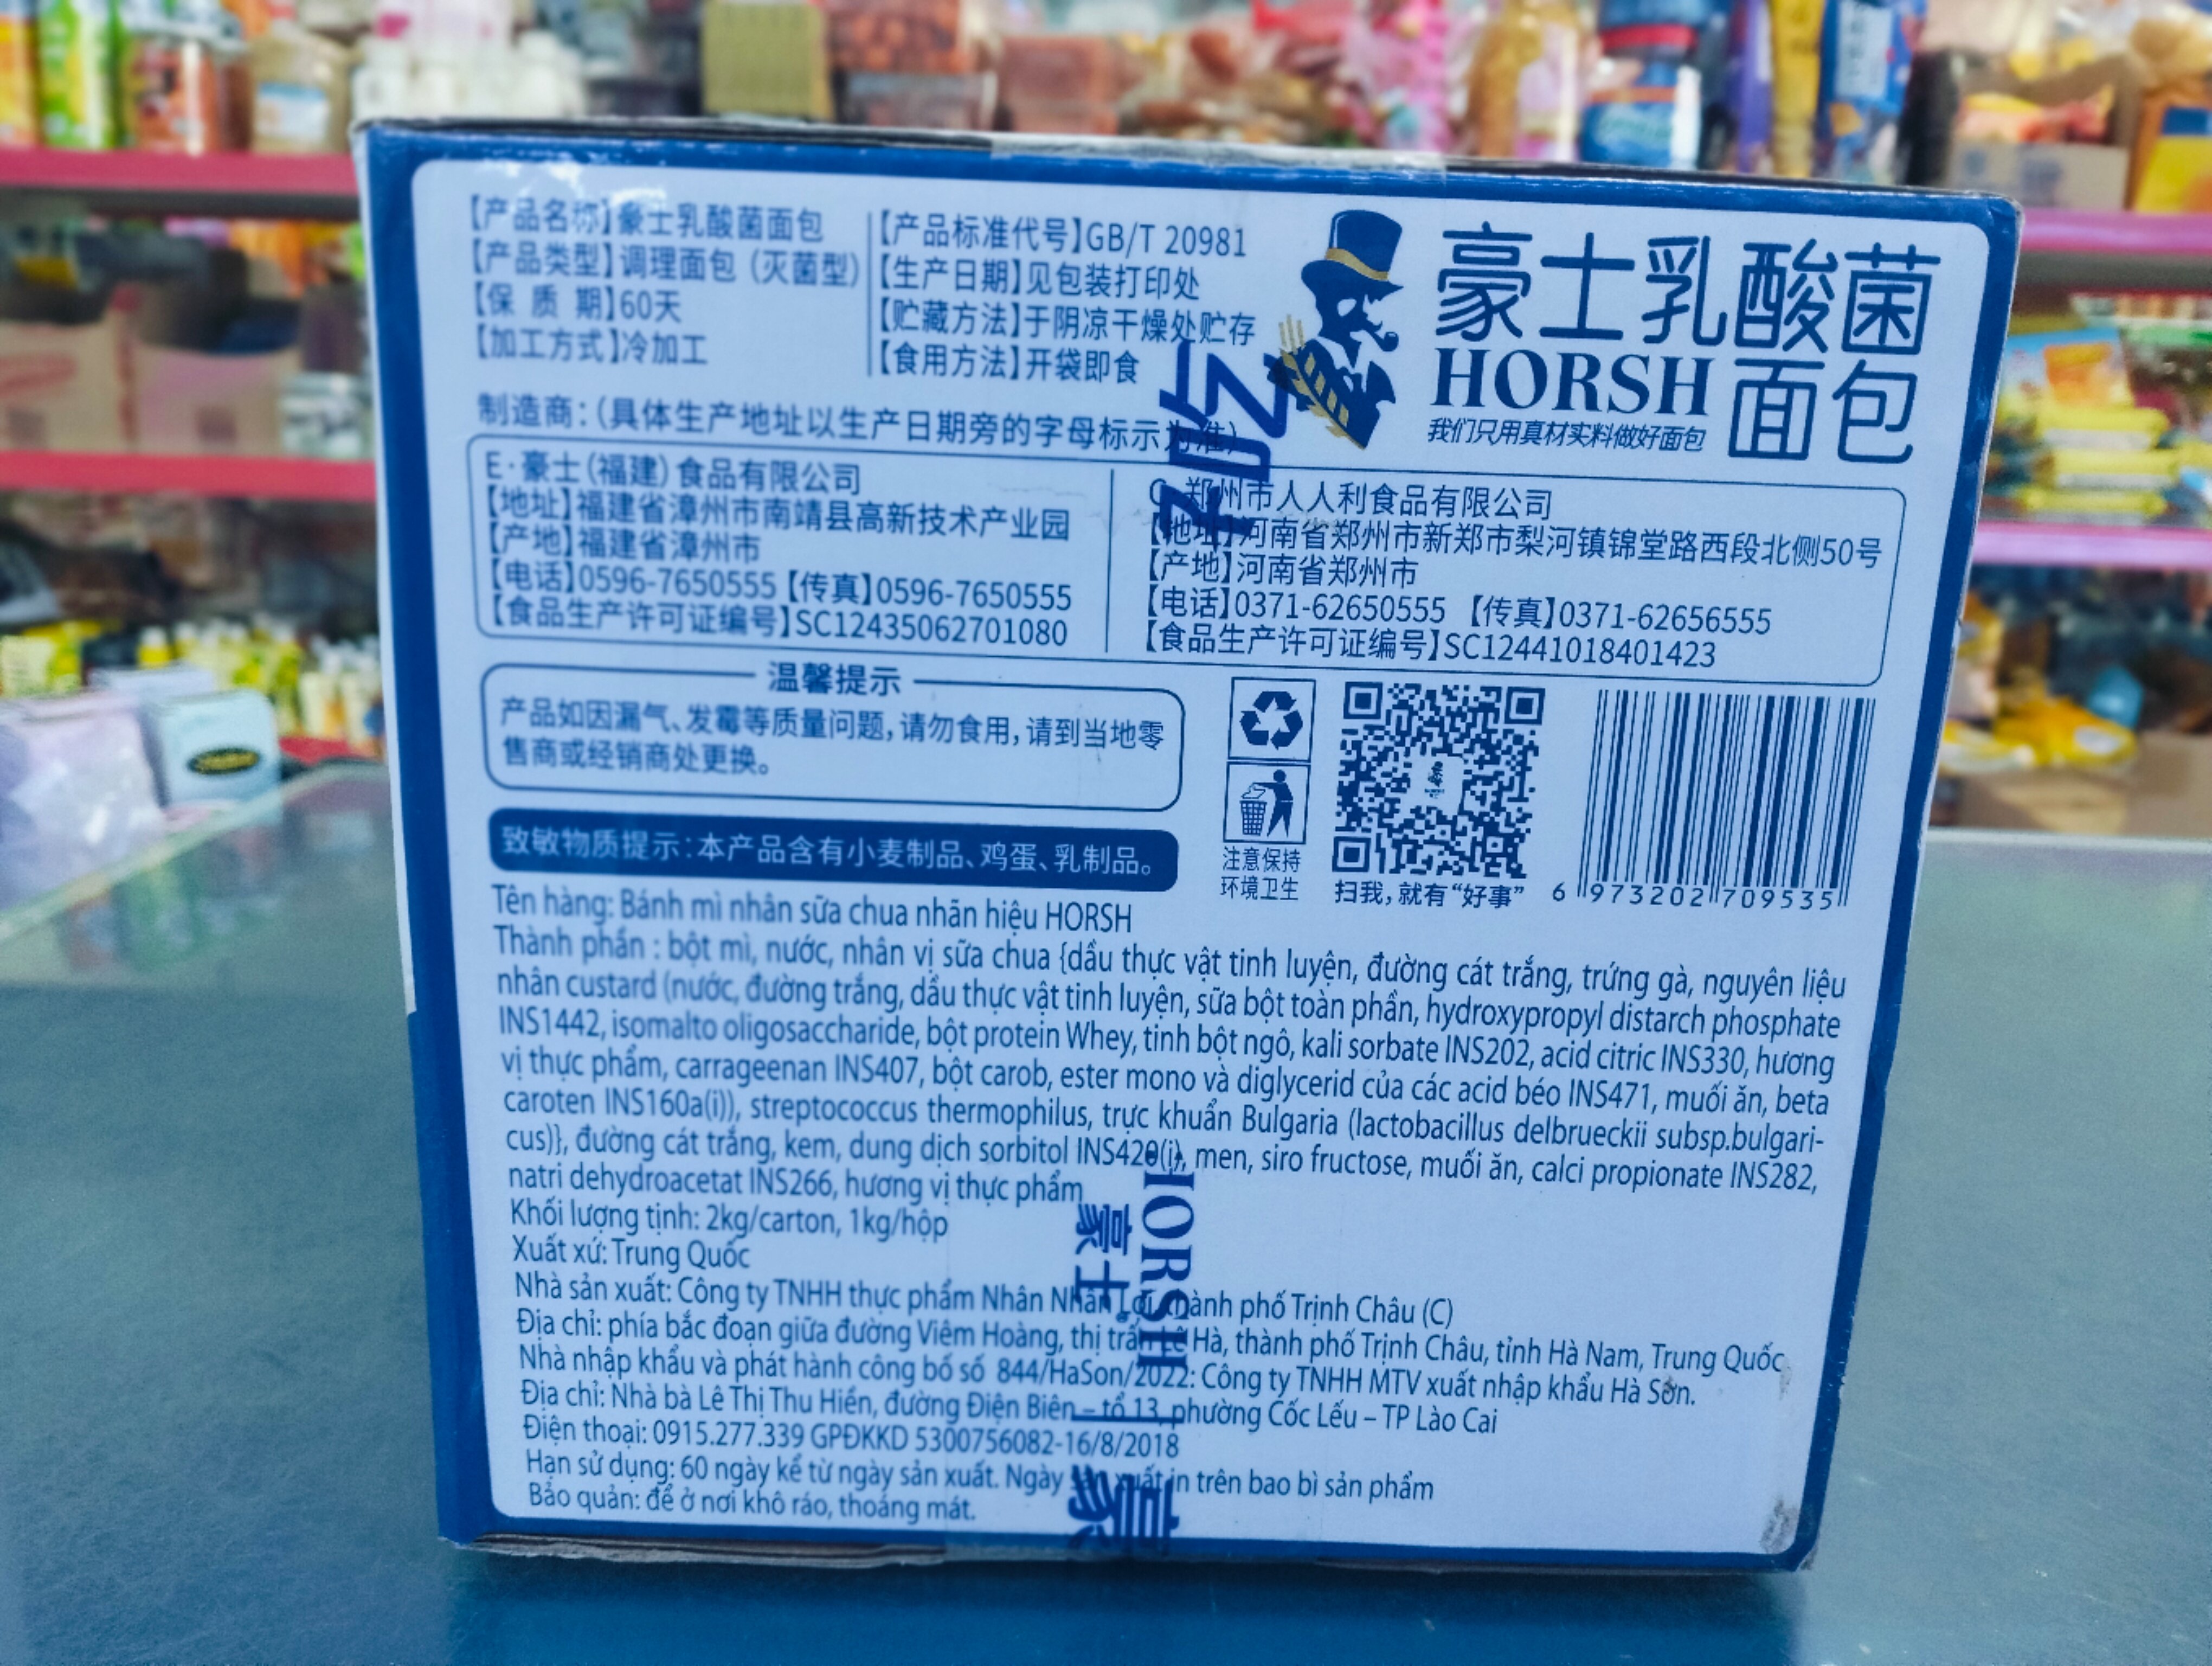 【产品名称】豪士乳酸菌面包
【产品类型】调理面包（灭菌型）
【保 质 期】60天
【加工方式】冷加工
【产品标准代号】GB/T 20981
【生产日期】见包装打印处
【贮藏方法】于阴凉干燥处贮存
【食用方法】开袋即食
豪士乳酸菌
HORSH 面包
我们只用真材实料做好面包
制造商：（具体生产地址以生产日期旁的字母标示为准）
E·豪士（福建）食品有限公司
【地址】福建省漳州市南靖县高新技术产业园
【产地】福建省漳州市
【电话】0596-7650555【传真】0596-7650555
【食品生产许可证编号】SC12435062701080
C·郑州市人人利食品有限公司
【地址】河南省郑州市新郑市梨河镇锦堂路西段北侧50号
【产地】河南省郑州市
【电话】0371-62650555 【传真】0371-62656555
【食品生产许可证编号】SC12441018401423
温馨提示
产品如因漏气、发霉等质量问题，请勿食用，请到当地零
售商或经销商处更换。
致敏物质提示：本产品含有小麦制品、鸡蛋、乳制品。
注意保持
环境卫生
扫我，就有“好事”
6 973202 709535
Tên hàng: Bánh mì nhân sữa chua nhãn hiệu HORSH
Thành phần : bột mì, nước, nhân vị sữa chua {dầu thực vật tinh luyện, đường cát trắng, trứng gà, nguyên liệu
nhân custard (nước, đường trắng, dầu thực vật tinh luyện, sữa bột toàn phần, hydroxypropyl distarch phosphate
INS1442, isomalto oligosaccharide, bột protein Whey, tinh bột ngô, kali sorbate INS202, acid citric INS330, hương
vị thực phẩm, carrageenan INS407, bột carob, ester mono và diglycerid của các acid béo INS471, muối ăn, beta
caroten INS160a(i)), streptococcus thermophilus, trực khuẩn Bulgaria (lactobacillus delbrueckii subsp.bulgari-
cus)}, đường cát trắng, kem, dung dịch sorbitol INS420(i), men, siro fructose, muối ăn, calci propionate INS282,
natri dehydroacetat INS266, hương vị thực phẩm
Khối lượng tịnh: 2kg/carton, 1kg/hộp
Xuất xứ: Trung Quốc
Nhà sản xuất: Công ty TNHH thực phẩm Nhân Nhân Lợi, thành phố Trịnh Châu (C)
Địa chỉ: phía bắc đoạn giữa đường Viêm Hoàng, thị trấn Lê Hà, thành phố Trịnh Châu, tỉnh Hà Nam, Trung Quốc
Nhà nhập khẩu và phát hành công bố số 844/HaSon/2022: Công ty TNHH MTV xuất nhập khẩu Hà Sơn.
Địa chỉ: Nhà bà Lê Thị Thu Hiền, đường Điện Biên – tổ 13, phường Cốc Lếu – TP Lào Cai
Điện thoại: 0915.277.339 GPĐKKD 5300756082-16/8/2018
Hạn sử dụng: 60 ngày kể từ ngày sản xuất. Ngày sản xuất in trên bao bì sản phẩm
Bảo quản: để ở nơi khô ráo, thoáng mát.
豪士
HORSH
豪